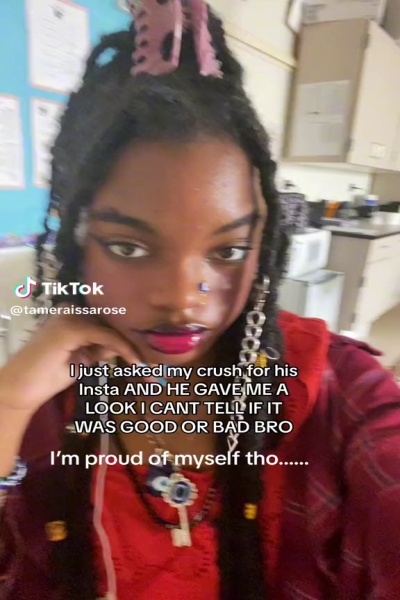 TikTok
@tameraissarose
I just asked my crush for his
Insta AND HE GAVE ME A
LOOK I CANT TELL IF IT
WAS GOOD OR BAD BRO
I'm proud of myself tho......